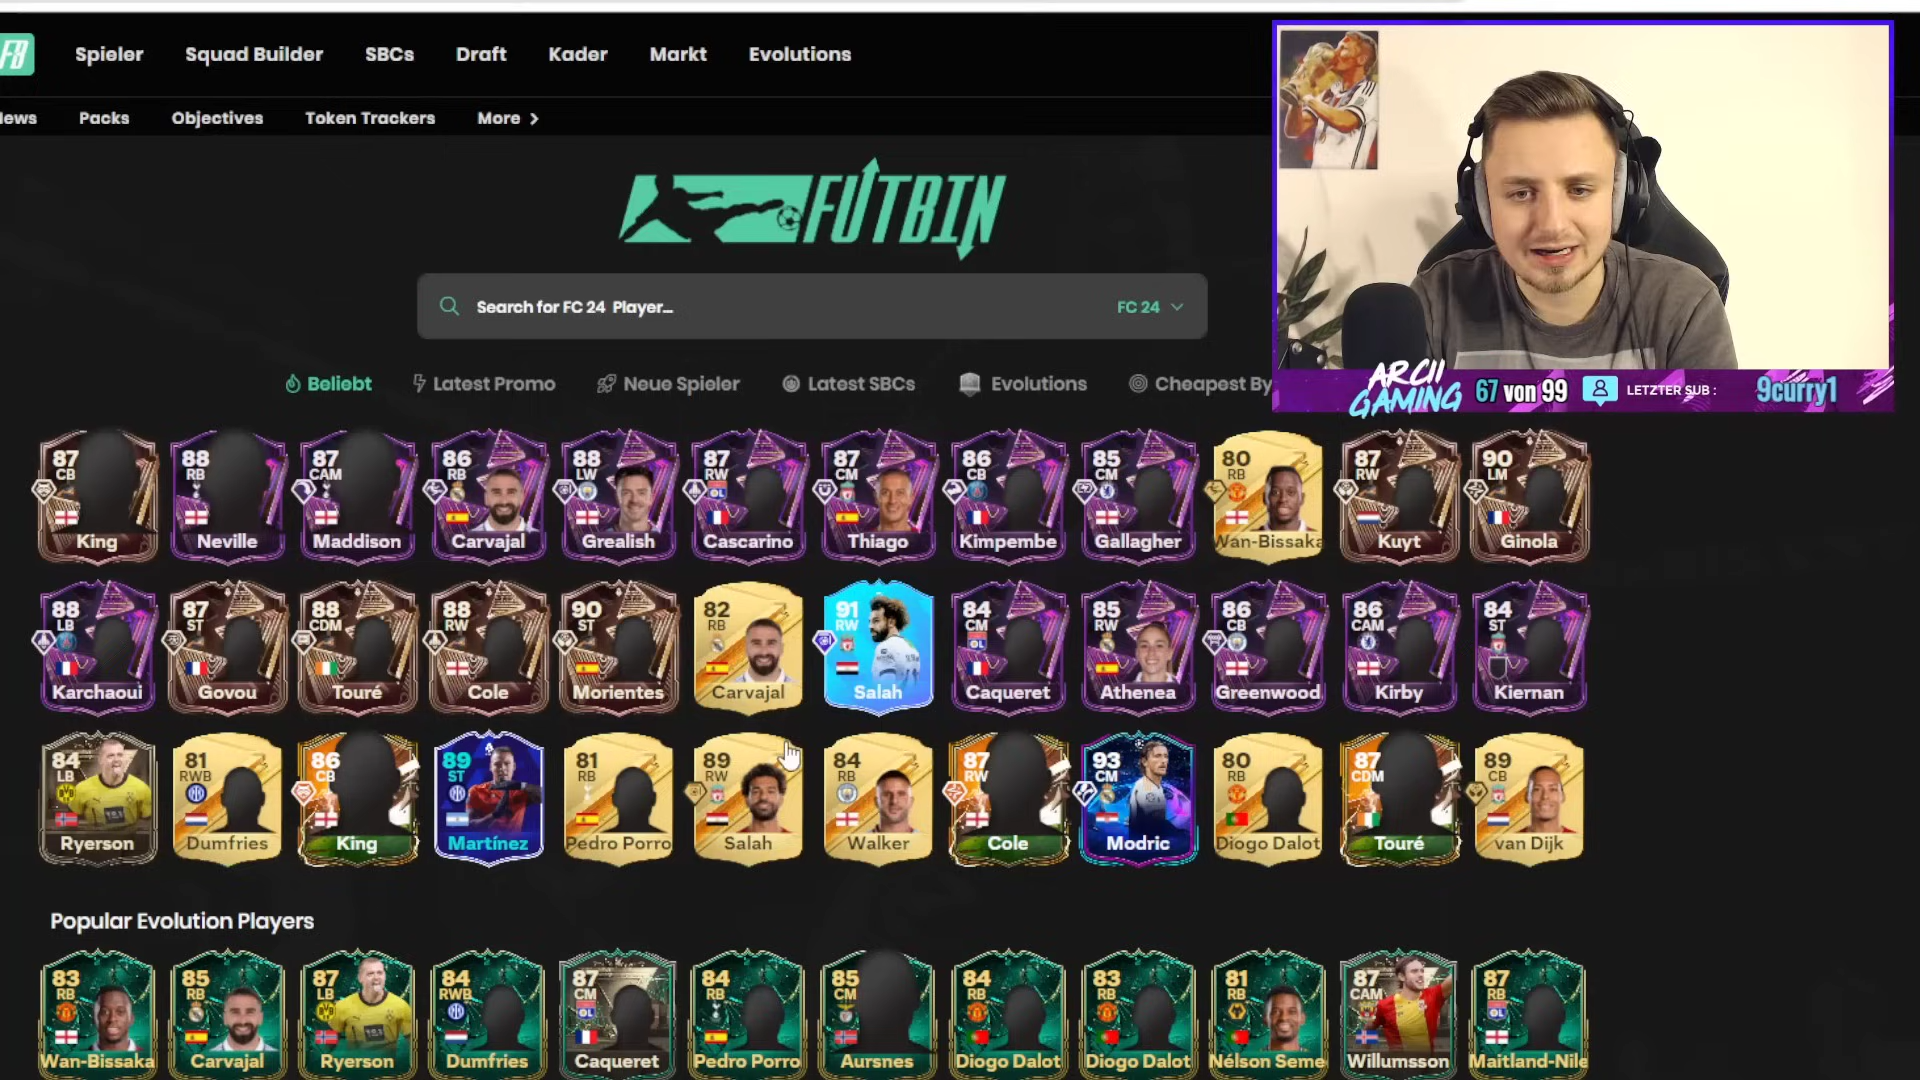 F8
Spieler Squad Builder SBCs Draft Kader Markt Evolutions
News Packs Objectives Token Trackers More
FUTBIN
Search for FC 24 Player...
FC 24
Beliebt Latest Promo Neue Spieler Latest SBCs Evolutions Cheapest By
ARCII
GAMING
67 von 99
LETZTER SUB :
9curry1
87 CB King
88 RB Neville
87 CAM Maddison
86 RB Carvajal
88 LW Grealish
87 RW Cascarino
87 CM Thiago
86 CB Kimpembe
85 CM Gallagher
80 RB Wan-Bissaka
87 RW Kuyt
90 LM Ginola
88 LB Karchaoui
87 ST Govou
88 CDM Touré
88 RW Cole
90 ST Morientes
82 RB Carvajal
91 RW Salah
84 CM Caqueret
85 RW Athenea
86 CB Greenwood
86 CAM Kirby
84 ST Kiernan
84 LB Ryerson
81 RWB Dumfries
86 CB King
89 ST Martínez
81 RB Pedro Porro
89 RW Salah
84 RB Walker
87 RW Cole
93 CM Modric
80 RB Diogo Dalot
87 CDM Touré
89 CB van Dijk
Popular Evolution Players
83 RB Wan-Bissaka
85 RB Carvajal
87 LB Ryerson
84 RWB Dumfries
87 CM Caqueret
84 RB Pedro Porro
85 CM Aursnes
84 RB Diogo Dalot
83 RB Diogo Dalot
81 RB Nélson Seme
87 CAM Willumsson
87 RB Maitland-Nile